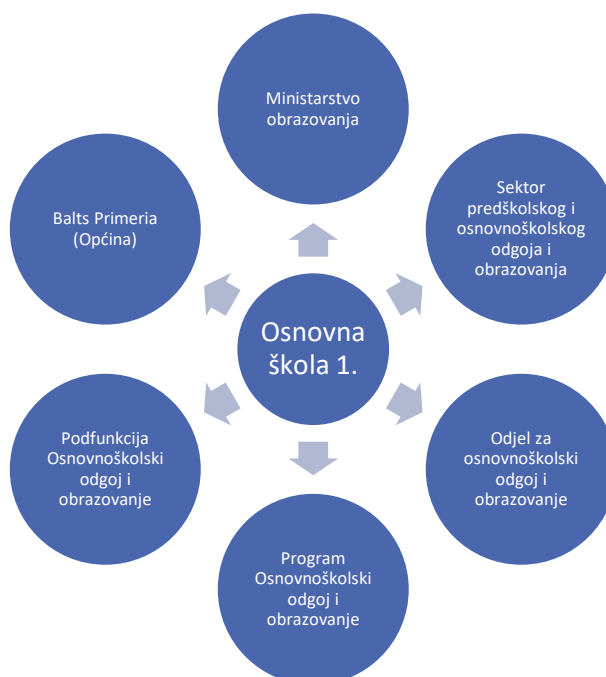 Ministarstvo
obrazovanja
Sektor
predškolskog i
osnovnoškolskog
odgoja i
obrazovanja
Balts Primeria
(Općina)
Osnovna
škola 1.
Podfunkcija
Osnovnoškolski
odgoj i
obrazovanje
Odjel za
osnovnoškolski
odgoj i
obrazovanje
Program
Osnovnoškolski
odgoj i
obrazovanje